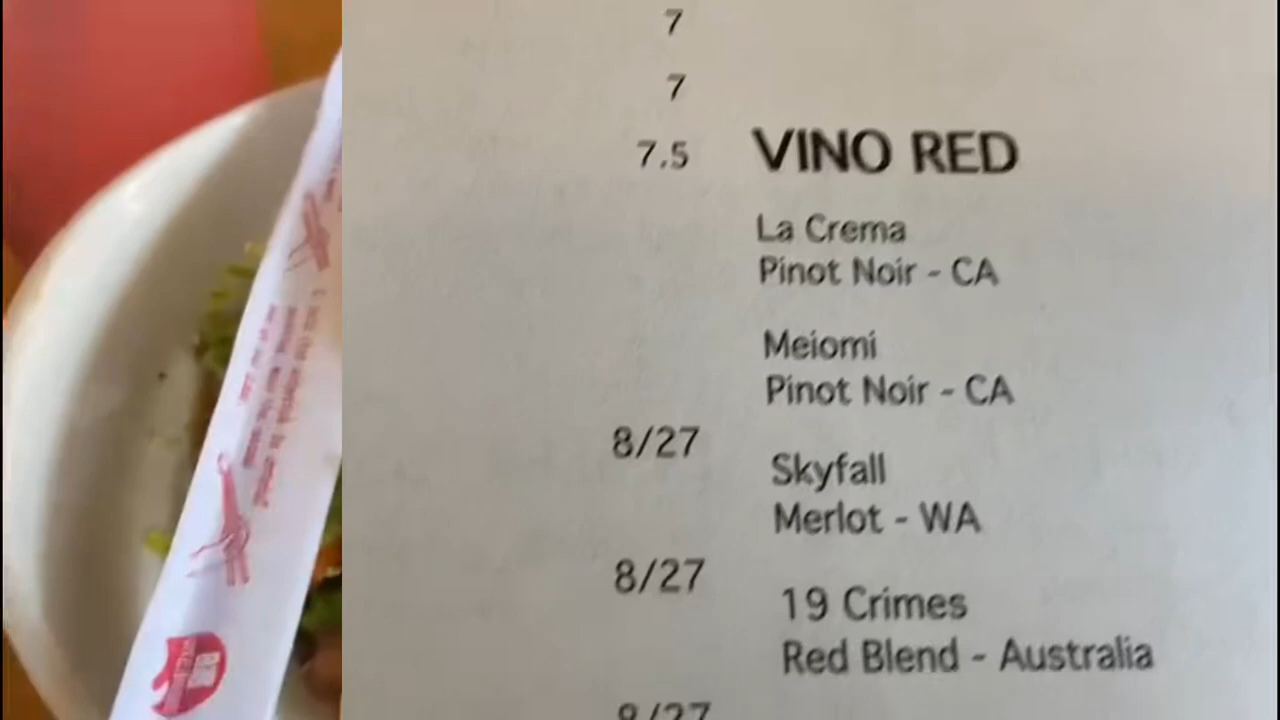 7
7
7.5
VINO RED
La Crema
Pinot Noir - CA
Meiomi
Pinot Noir - CA
8/27
Skyfall
Merlot - WA
8/27
19 Crimes
Red Blend - Australia
8/27